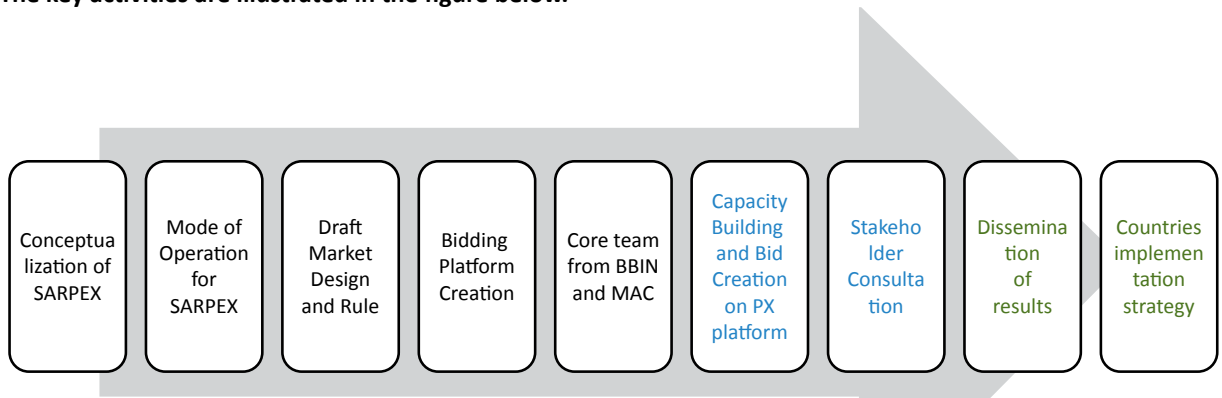 The key activities are illustrated in the figure below.
Conceptua
lization of
SARPEX
Mode of
Operation
for
SARPEX
Draft
Market
Design
and Rule
Bidding
Platform
Creation
Core team
from BBIN
and MAC
Capacity
Building
and Bid
Creation
on PX
platform
Stakeho
lder
Consulta
tion
Dissemina
tion
of
results
Countries
implemen
tation
strategy